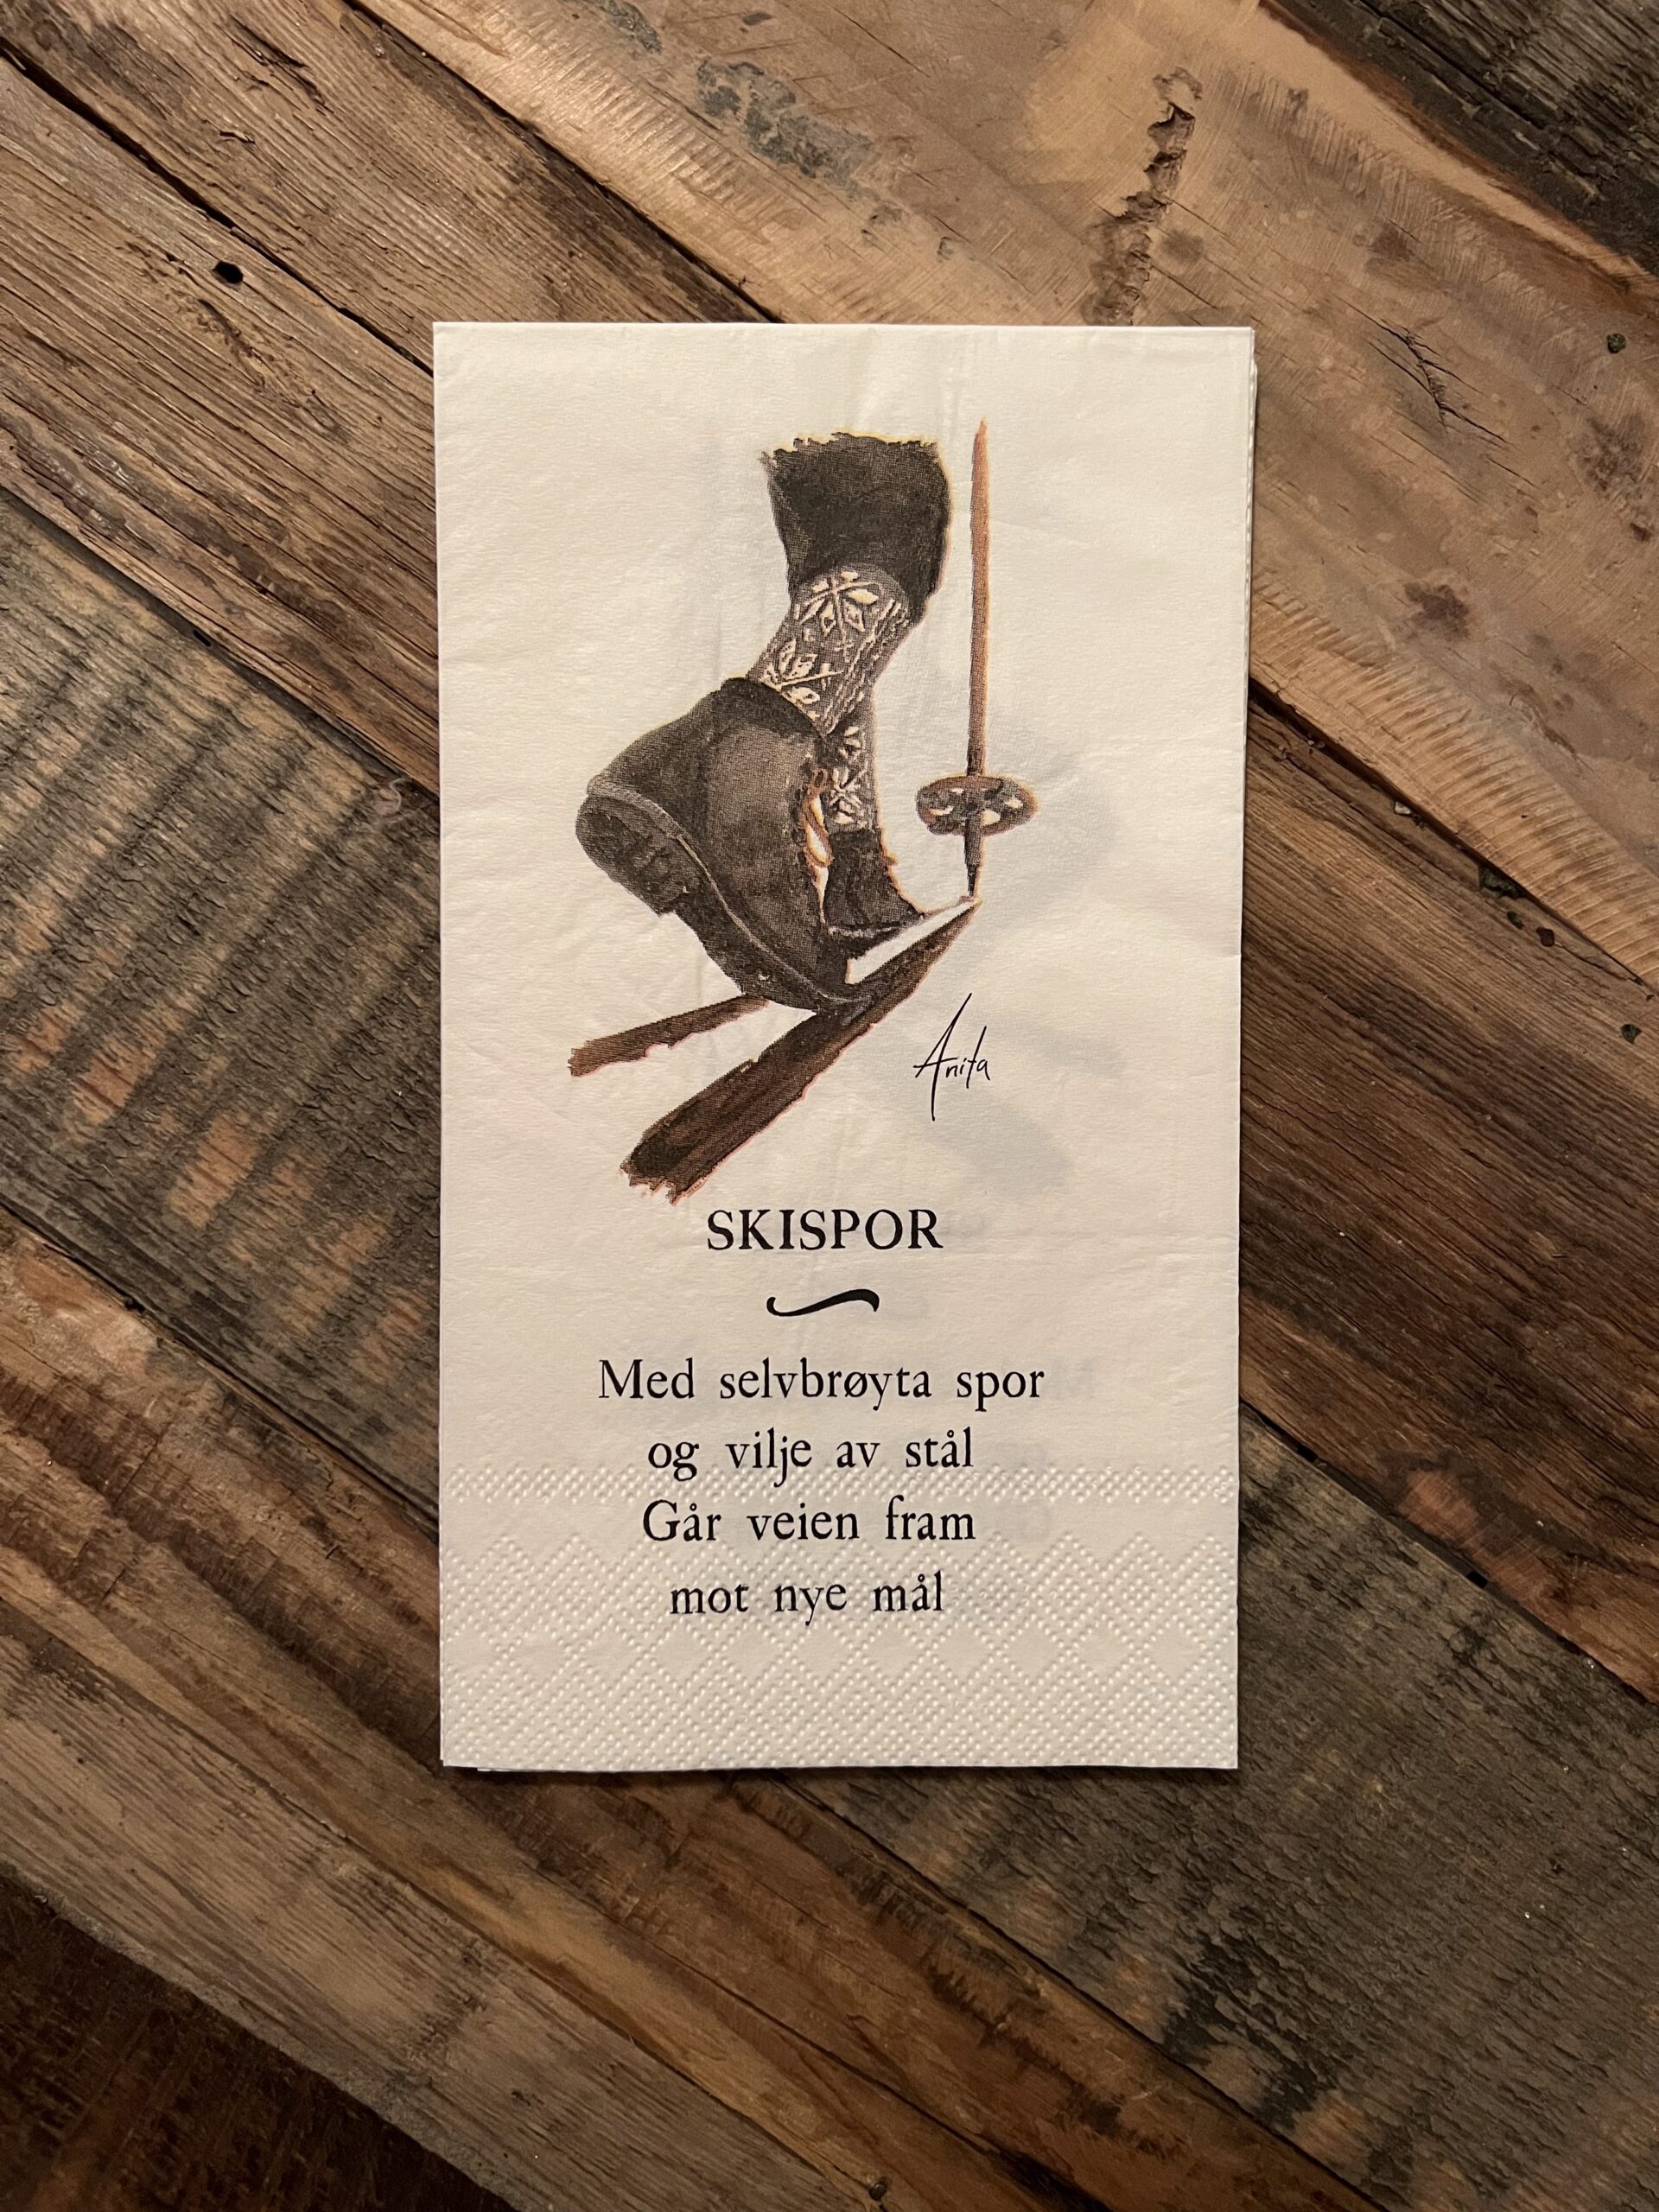 Anita
SKISPOR
Med selvbrøyta spor
og vilje av stål
Går veien fram
mot nye mål